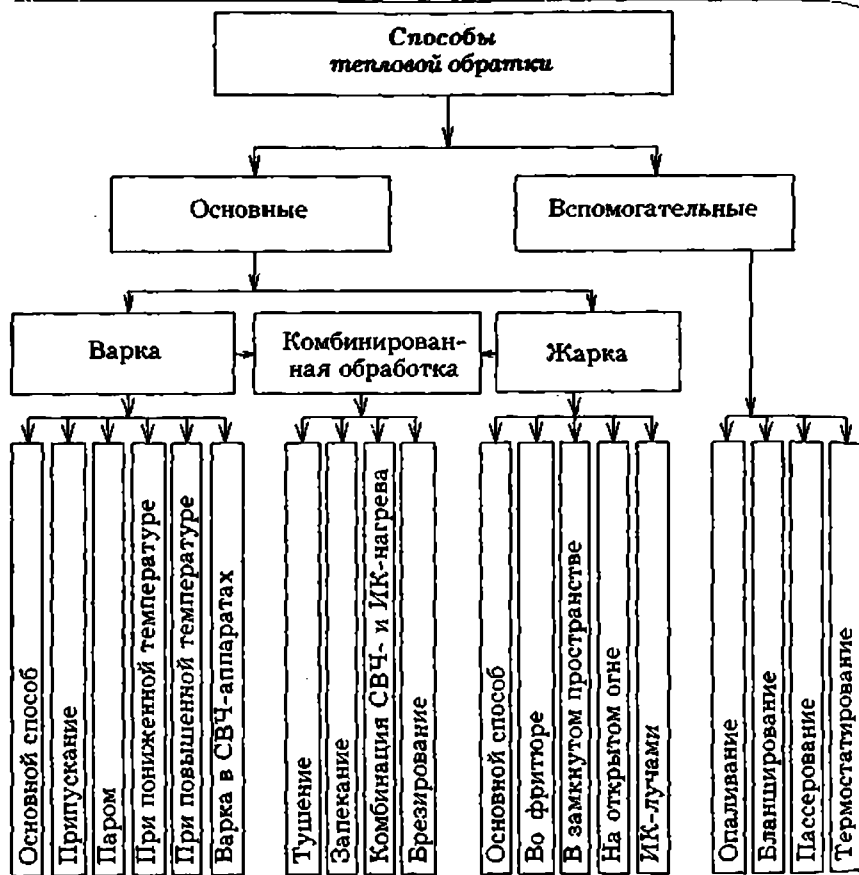 Способы
тепловой обратки
Основные
Вспомогательные
Варка
Комбинирован-
ная обработка
Жарка
Основной способ
Припускание
Паром
При пониженной температуре
При повышенной температуре
Варка в СВЧ-аппаратах
Тушение
Запекание
Комбинация СВЧ- и ИК-нагрева
Брезирование
Основной способ
Во фритюре
В замкнутом пространстве
На открытом огне
ИК-лучами
Опаливание
Бланширование
Пассерование
Термостатирование